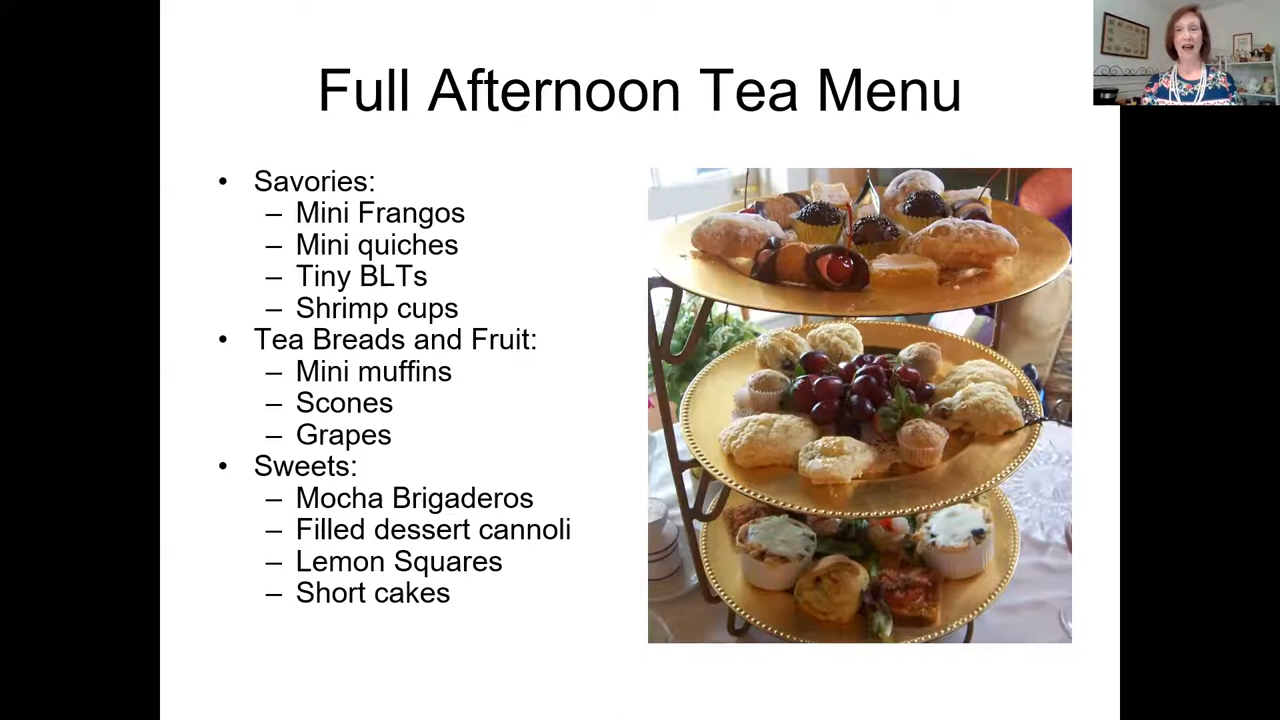 Full Afternoon Tea Menu
• Savories:
– Mini Frangos
– Mini quiches
– Tiny BLTs
– Shrimp cups
• Tea Breads and Fruit:
– Mini muffins
– Scones
– Grapes
• Sweets:
– Mocha Brigaderos
– Filled dessert cannoli
– Lemon Squares
– Short cakes